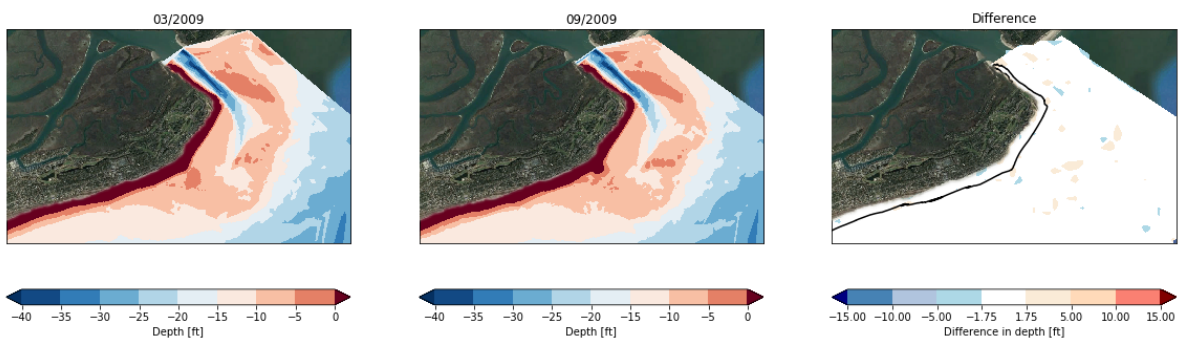 03/2009
09/2009
Difference
−40 −35 −30 −25 −20 −15 −10 −5 0
Depth [ft]
−40 −35 −30 −25 −20 −15 −10 −5 0
Depth [ft]
−15.00 −10.00 −5.00 −1.75 1.75 5.00 10.00 15.00
Difference in depth [ft]